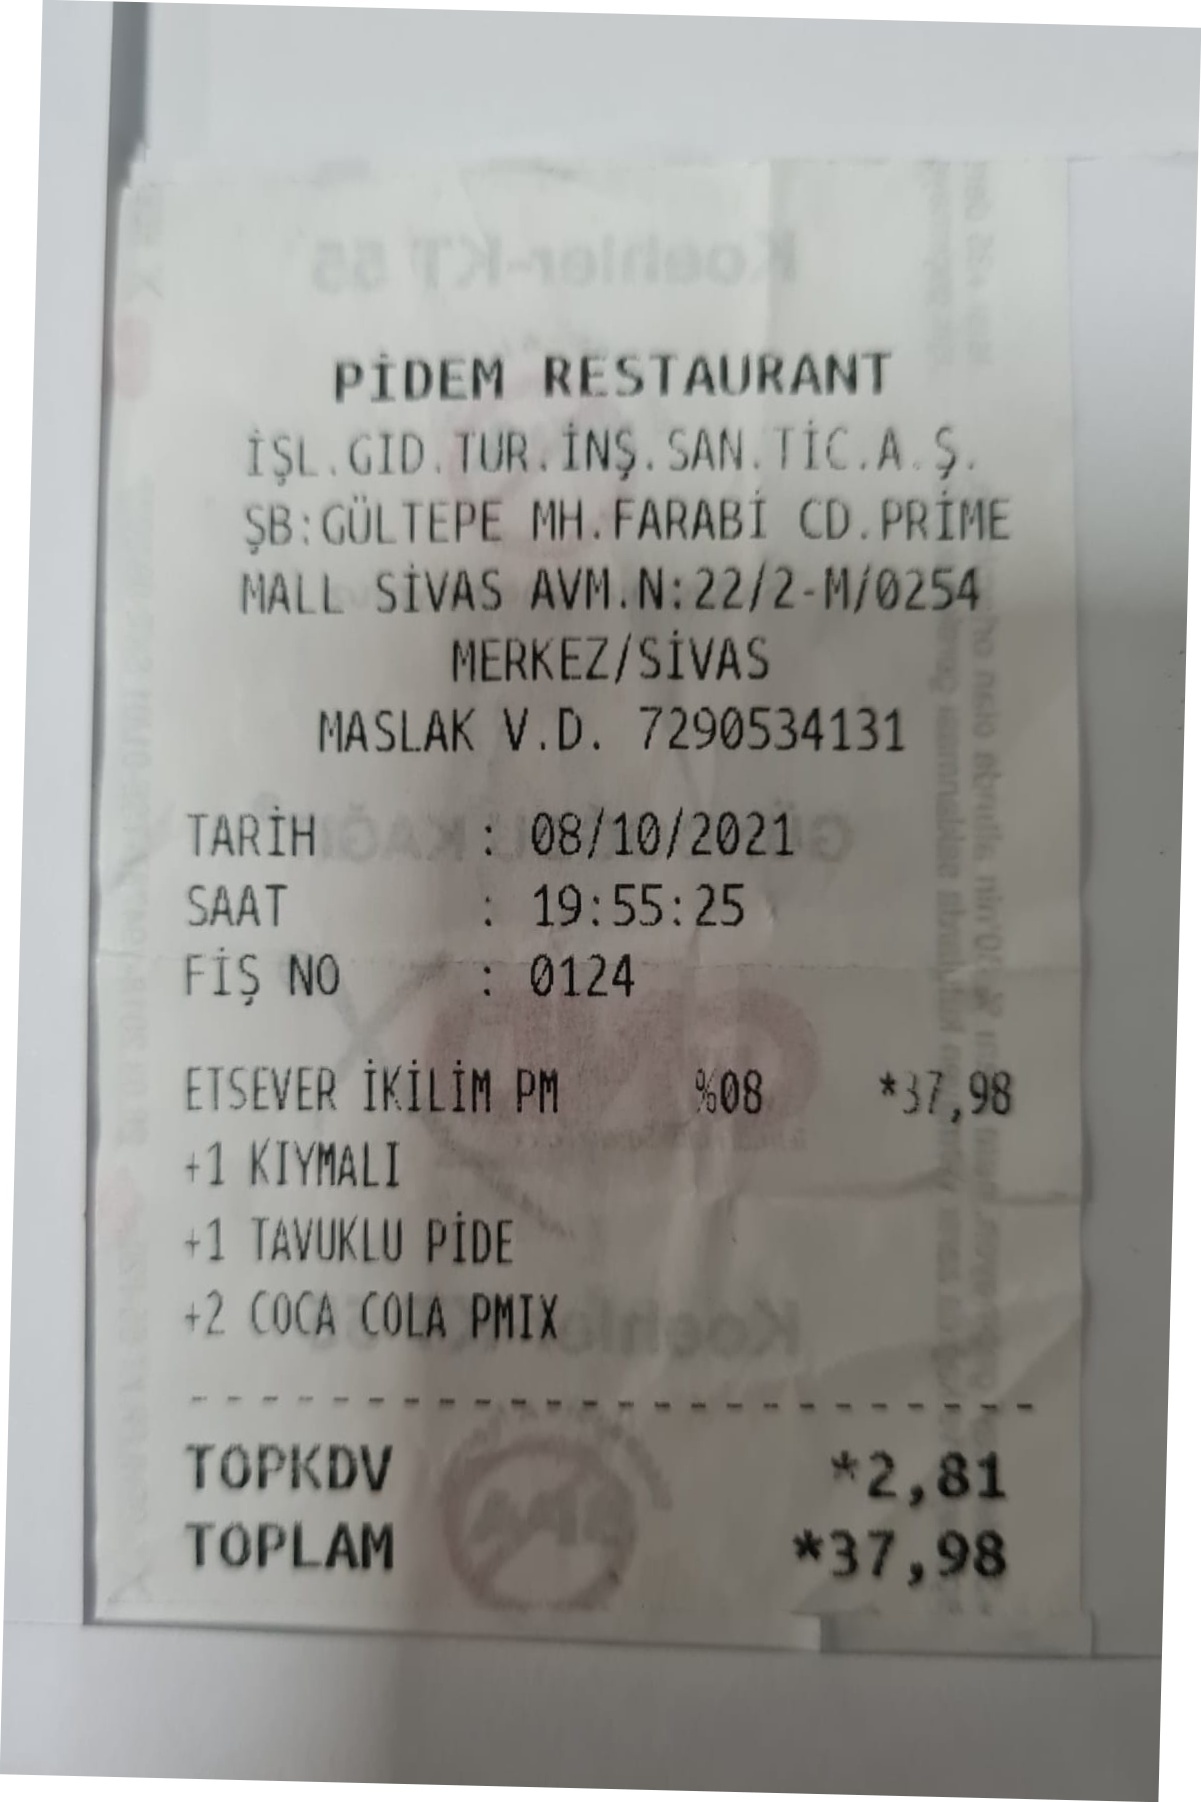 PİDEM RESTAURANT
İŞL.GID.TUR.İNŞ.SAN.TİC.A.Ş.
ŞB:GÜLTEPE MH.FARABİ CD.PRİME
MALL SİVAS AVM.N:22/2-M/0254
MERKEZ/SİVAS
MASLAK V.D. 7290534131
TARİH : 08/10/2021
SAAT : 19:55:25
FİŞ NO : 0124
ETSEVER İKİLİM PM %08 *37,98
+1 KIYMALI
+1 TAVUKLU PİDE
+2 COCA COLA PMIX
TOPKDV *2,81
TOPLAM *37,98